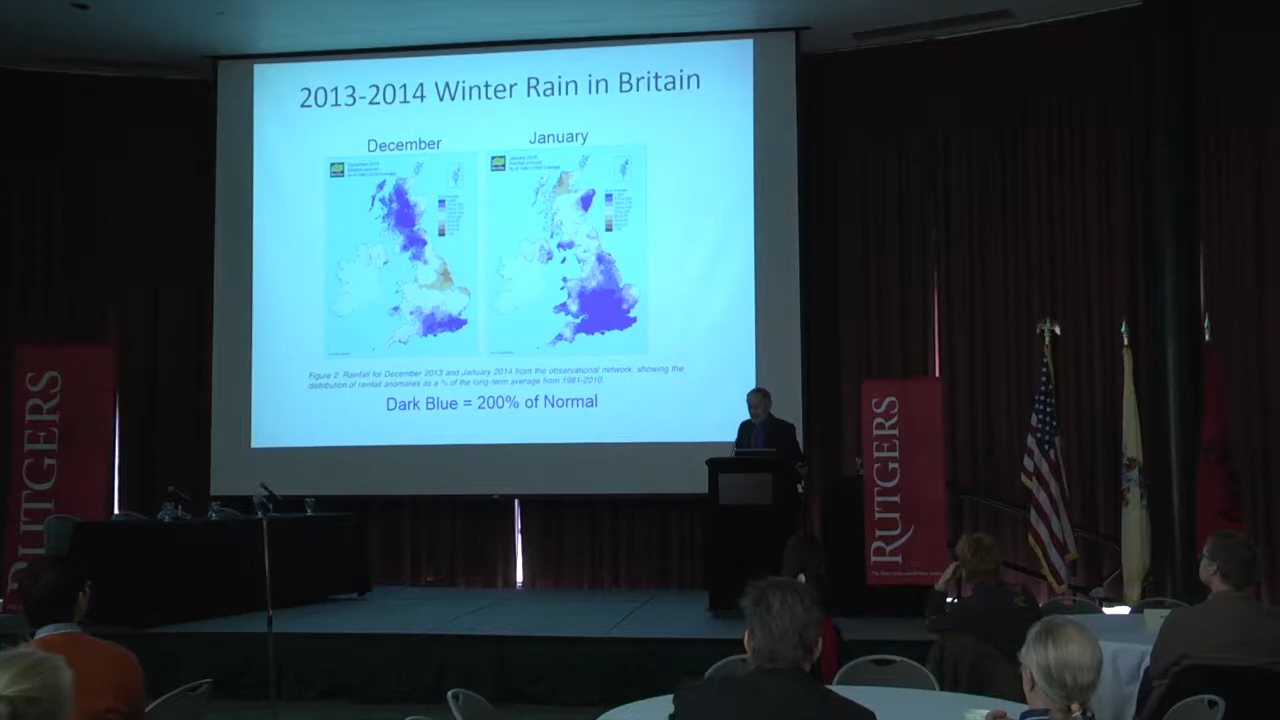 2013-2014 Winter Rain in Britain
December
January
Figure 2: Rainfall for December 2013 and January 2014 from the observational network, showing the
distribution of rainfall anomalies as a % of the long-term average from 1981-2010.
Dark Blue = 200% of Normal
RUTGERS
RUTGERS